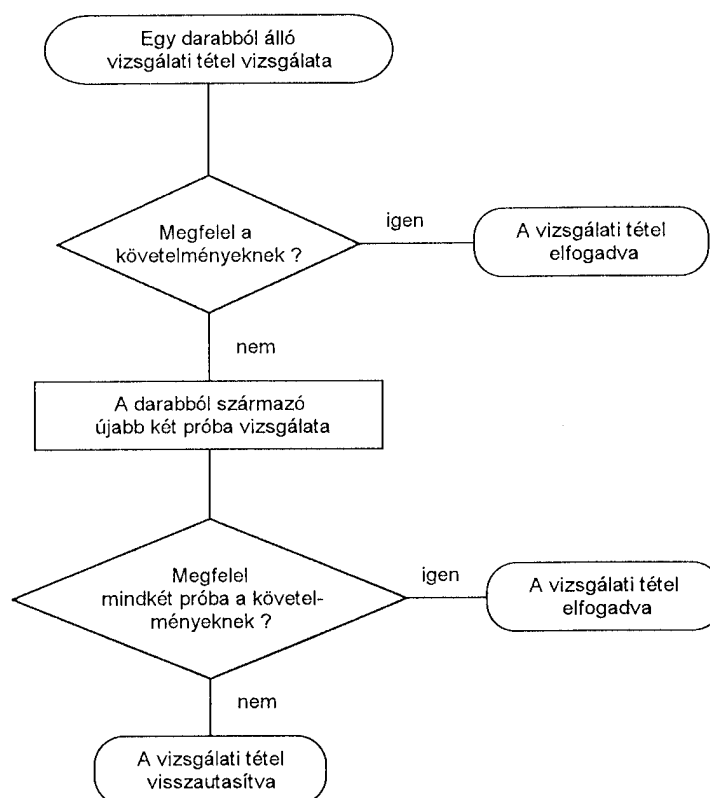 Egy darabból álló
vizsgálati tétel vizsgálata
Megfelel a
követelményeknek ?
igen
A vizsgálati tétel
elfogadva
nem
A darabból származó
újabb két próba vizsgálata
Megfelel
mindkét próba a követel-
ményeknek ?
igen
A vizsgálati tétel
elfogadva
nem
A vizsgálati tétel
visszautasítva